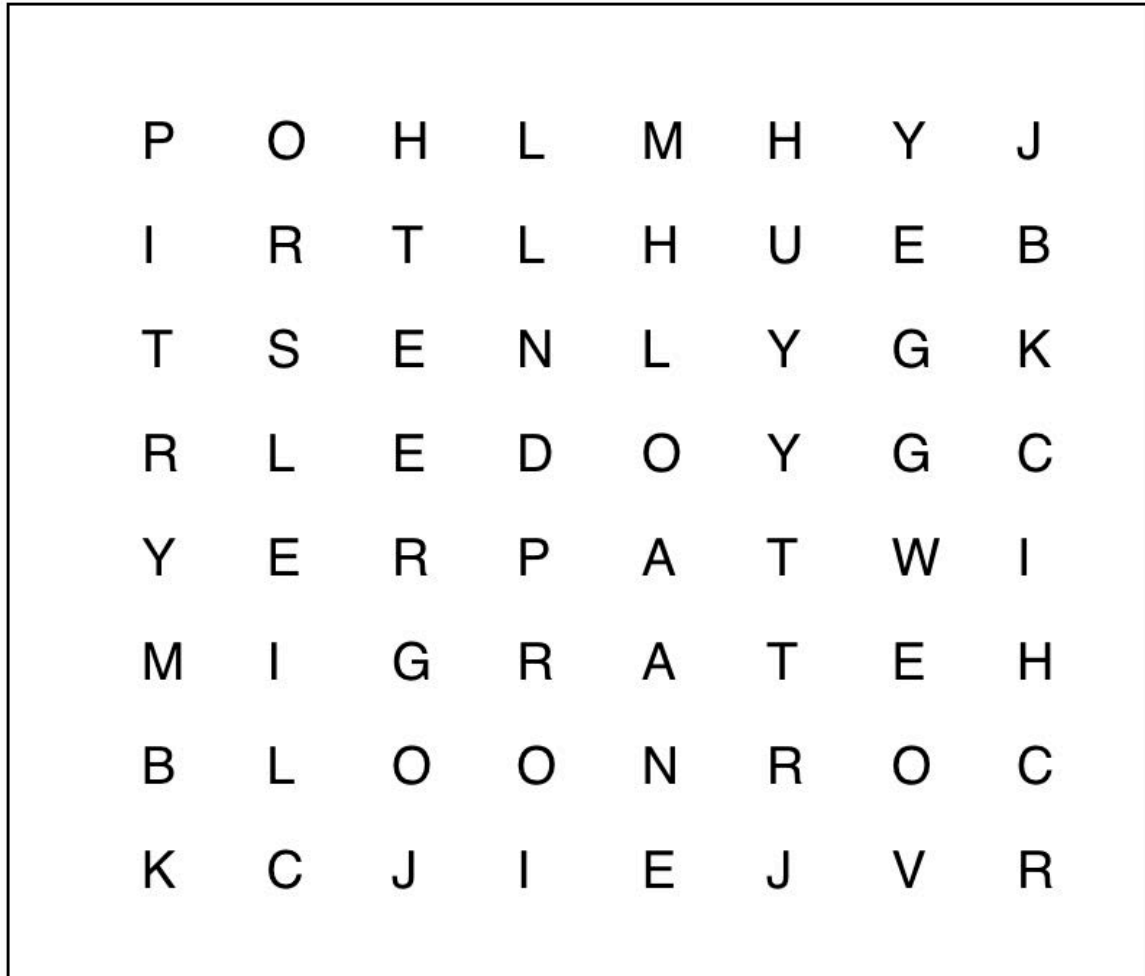 P O H L M H Y J
I R T L H U E B
T S E N L Y G K
R L E D O Y G C
Y E R P A T W I
M I G R A T E H
B L O O N R O C
K C J I E J V R